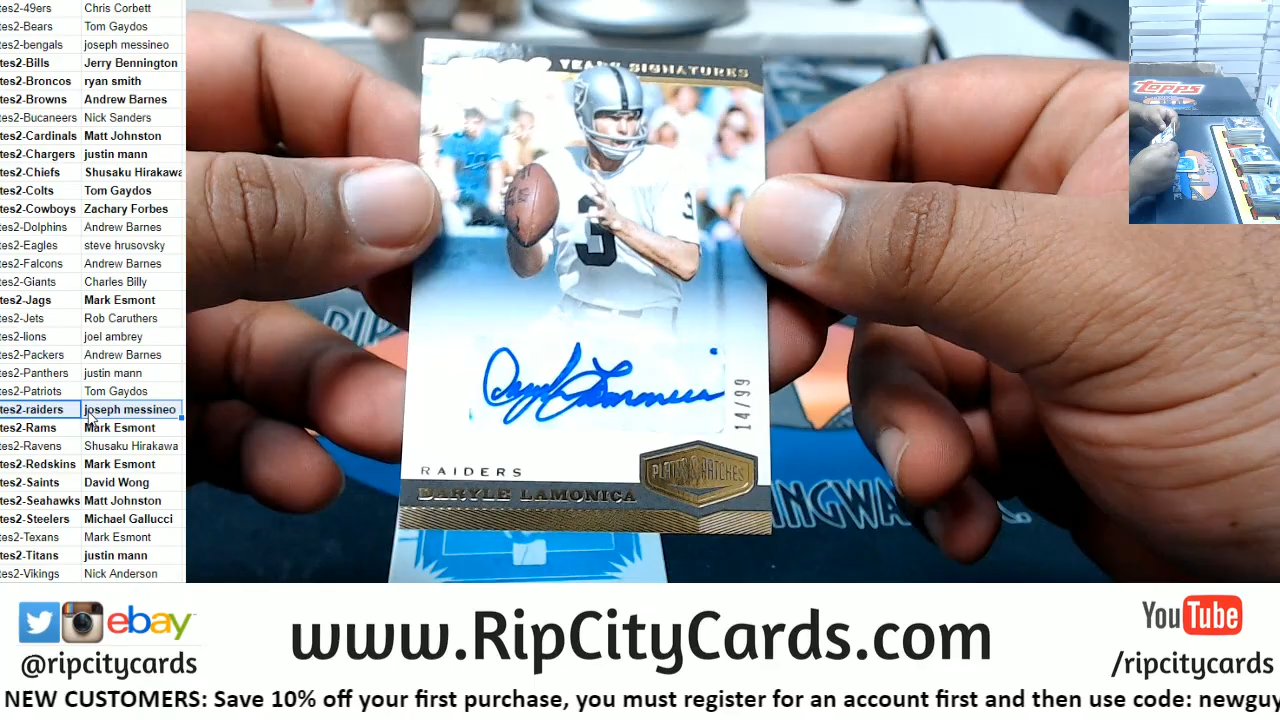 tes2-49ers Chris Corbett
tes2-Bears Tom Gaydos
tes2-bengals joseph messineo
tes2-Bills Jerry Bennington
tes2-Broncos ryan smith
tes2-Browns Andrew Barnes
tes2-Bucaneers Nick Sanders
tes2-Cardinals Matt Johnston
tes2-Chargers justin mann
tes2-Chiefs Shusaku Hirakawa
tes2-Colts Tom Gaydos
tes2-Cowboys Zachary Forbes
tes2-Dolphins Andrew Barnes
tes2-Eagles steve hrusovsky
tes2-Falcons Andrew Barnes
tes2-Giants Charles Billy
tes2-Jags Mark Esmont
tes2-Jets Rob Caruthers
tes2-lions joel ambrey
tes2-Packers Andrew Barnes
tes2-Panthers justin mann
tes2-Patriots Tom Gaydos
tes2-raiders joseph messineo
tes2-Rams Mark Esmont
tes2-Ravens Shusaku Hirakawa
tes2-Redskins Mark Esmont
tes2-Saints David Wong
tes2-Seahawks Matt Johnston
tes2-Steelers Michael Gallucci
tes2-Texans Mark Esmont
tes2-Titans justin mann
tes2-Vikings Nick Anderson
YEARS SIGNATURES
3
3
Daryle Lamonica
14/99
RAIDERS
PLATES & PATCHES
DARYLE LAMONICA
RIP
INGWA
Topps
ebay
@ripcitycards
www.RipCityCards.com
YouTube
/ripcitycards
NEW CUSTOMERS: Save 10% off your first purchase, you must register for an account first and then use code: newguy